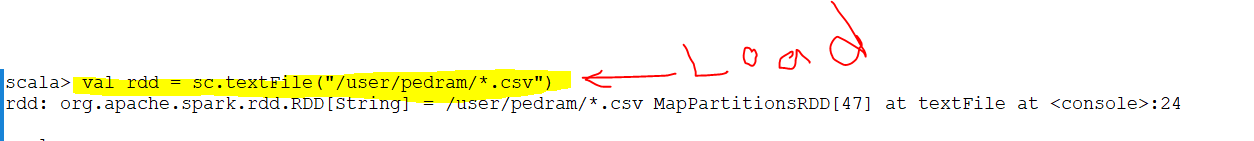 Load
scala> val rdd = sc.textFile("/user/pedram/*.csv")
rdd: org.apache.spark.rdd.RDD[String] = /user/pedram/*.csv MapPartitionsRDD[47] at textFile at <console>:24